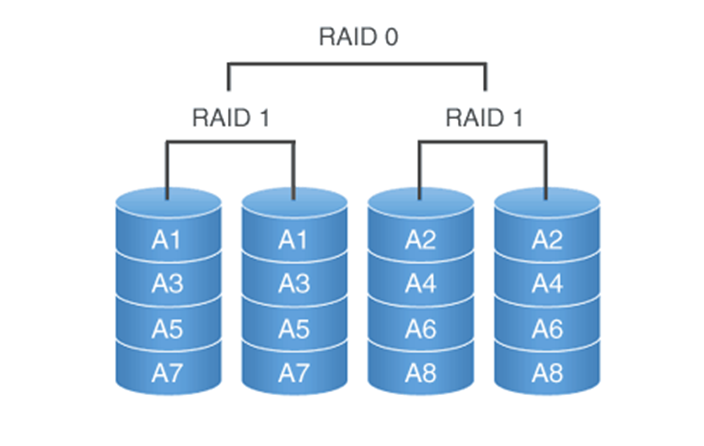 RAID 0
RAID 1 RAID 1
A1 A1 A2 A2
A3 A3 A4 A4
A5 A5 A6 A6
A7 A7 A8 A8